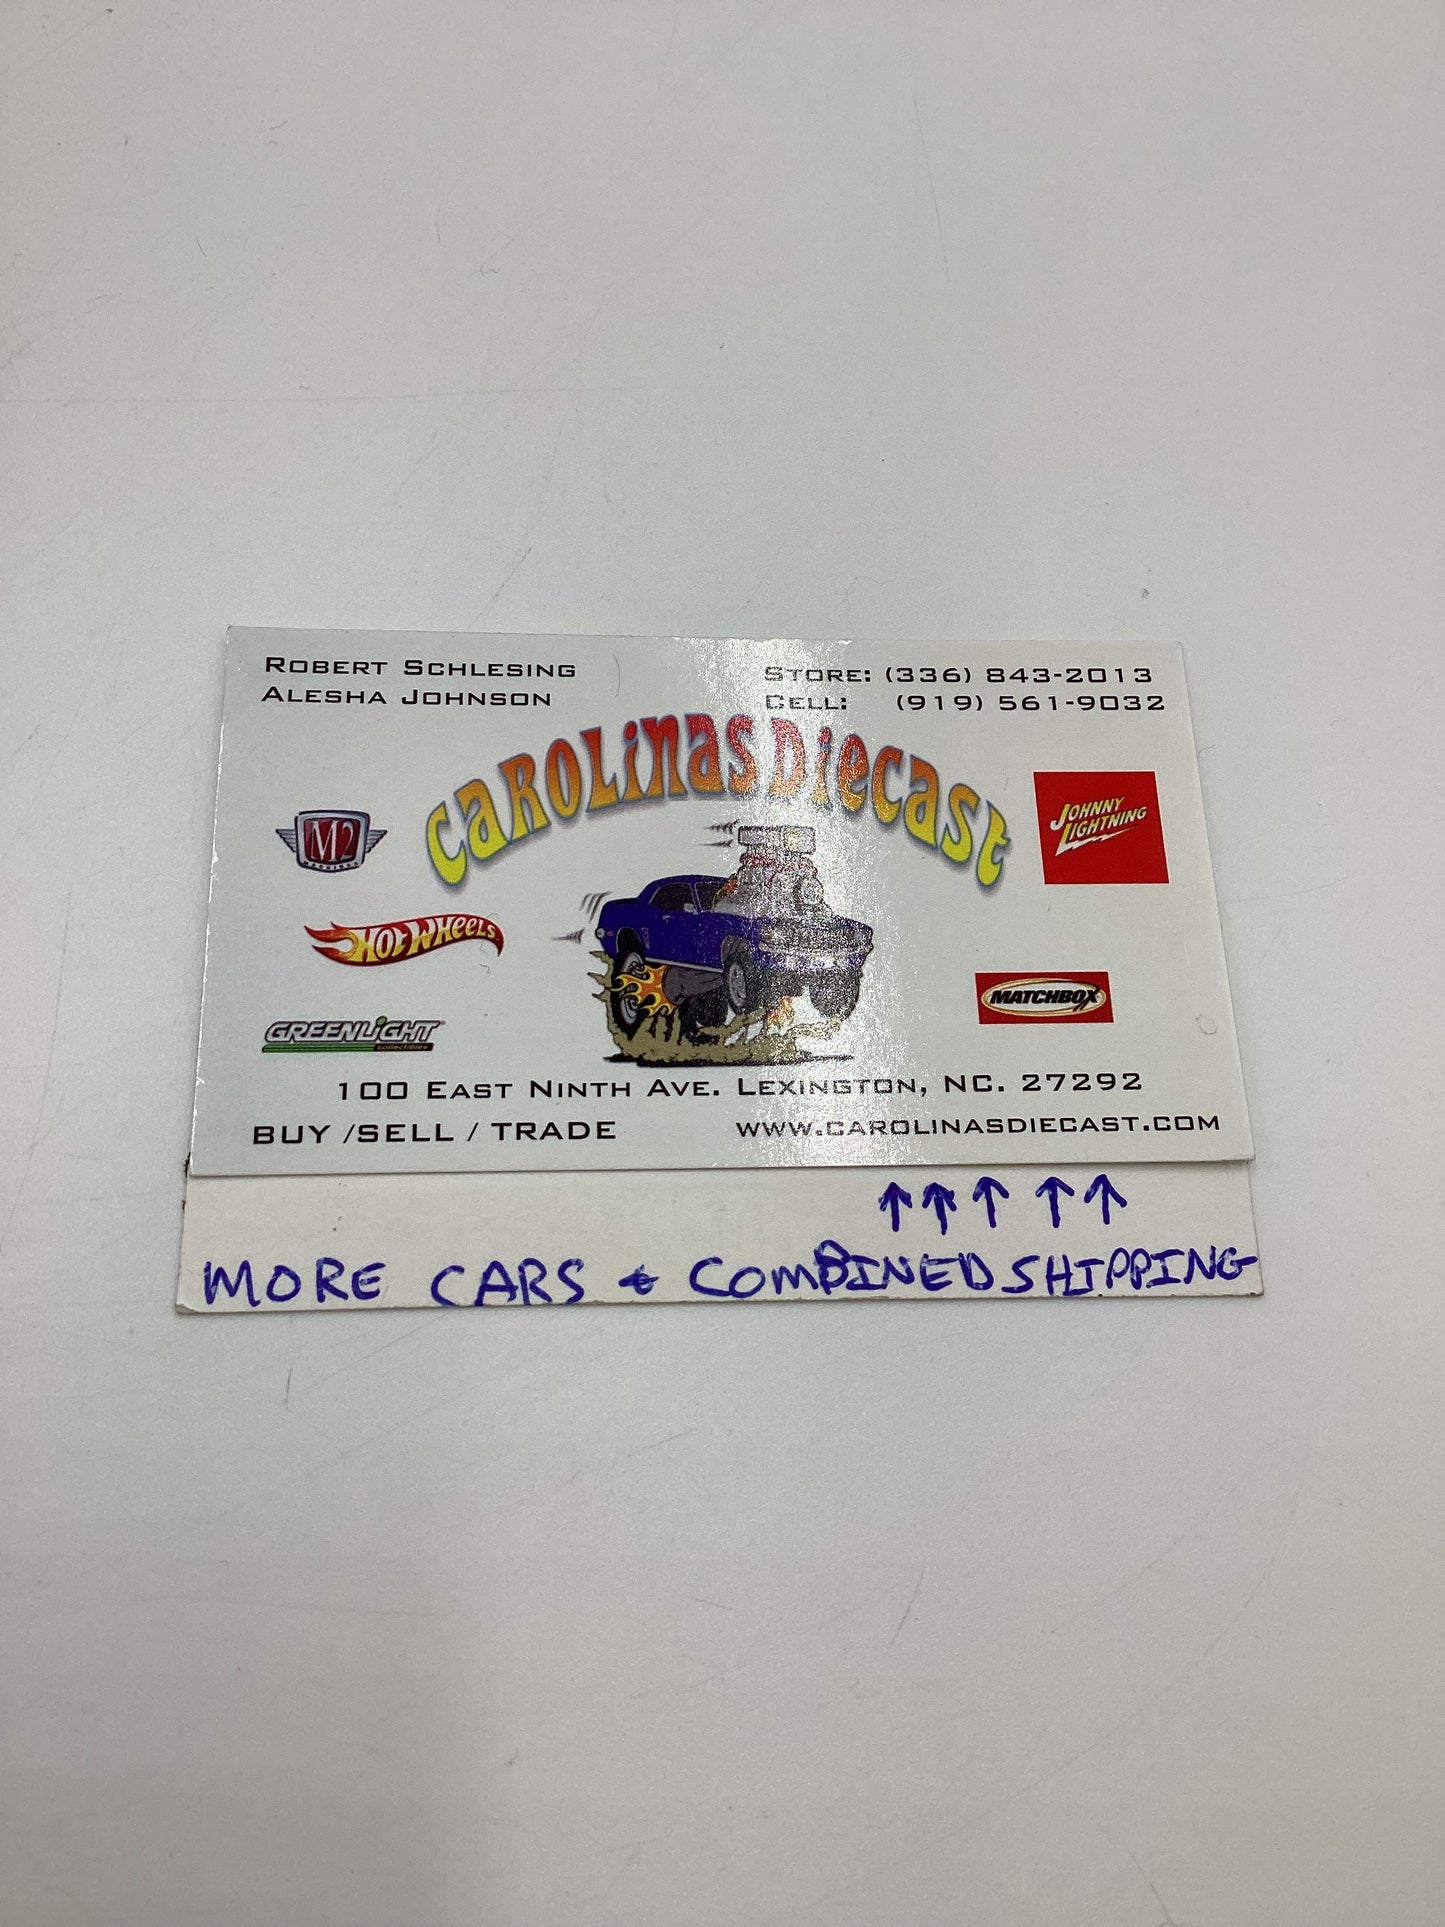 ROBERT SCHLESING
ALESHA JOHNSON
STORE: (336) 843-2013
CELL: (919) 561-9032
CAROLINAS DIECAST
M2
MACHINES
JOHNNY
LIGHTNING
HOT WHEELS
MATCHBOX
GREENLIGHT
collectibles
100 EAST NINTH AVE. LEXINGTON, NC. 27292
BUY /SELL / TRADE
WWW.CAROLINASDIECAST.COM
↑↑↑ ↑↑
MORE CARS & COMBINED SHIPPING